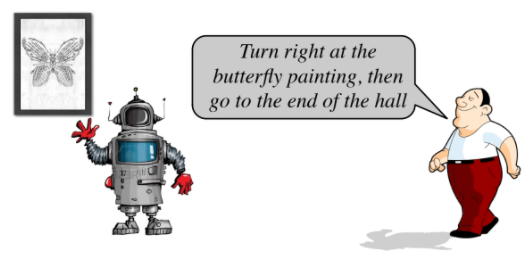 Turn right at the
butterfly painting, then
go to the end of the hall